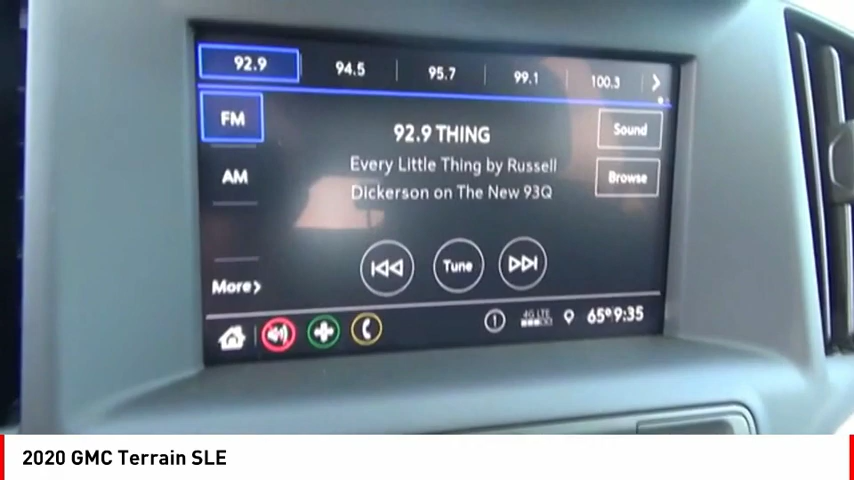 92.9 94.5 95.7 99.1 100.3
FM
92.9 THING
Sound
Every Little Thing by Russell
AM
Browse
Dickerson on The New 93Q
Tune
More
4G LTE
65° 9:35
2020 GMC Terrain SLE